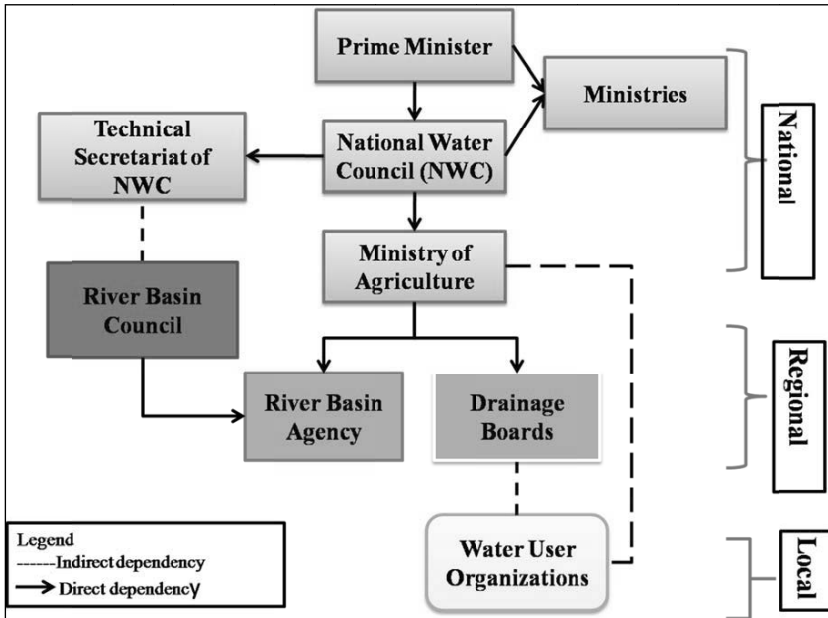 Prime Minister
Ministries
Technical
Secretariat of
NWC
National Water
Council (NWC)
Ministry of
Agriculture
River Basin
Council
River Basin
Agency
Drainage
Boards
Water User
Organizations
National
Regional
Local
Legend
------Indirect dependency
Direct dependency